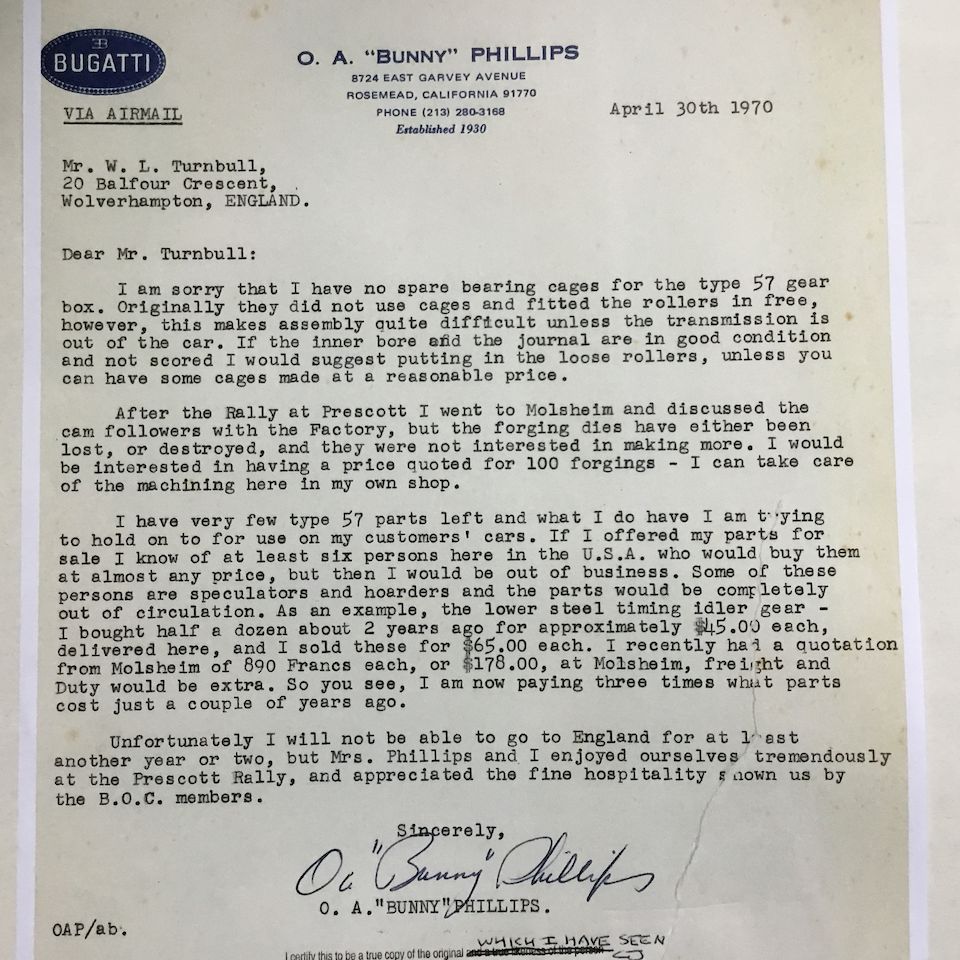 EB
BUGATTI
O. A. "BUNNY" PHILLIPS
8724 EAST GARVEY AVENUE
ROSEMEAD, CALIFORNIA 91770
PHONE (213) 280-3168
Established 1930
VIA AIRMAIL
April 30th 1970
Mr. W. L. Turnbull,
20 Balfour Crescent,
Wolverhampton, ENGLAND.
Dear Mr. Turnbull:
I am sorry that I have no spare bearing cages for the type 57 gear
box. Originally they did not use cages and fitted the rollers in free,
however, this makes assembly quite difficult unless the transmission is
out of the car. If the inner bore and the journal are in good condition
and not scored I would suggest putting in the loose rollers, unless you
can have some cages made at a reasonable price.
After the Rally at Prescott I went to Molsheim and discussed the
cam followers with the Factory, but the forging dies have either been
lost, or destroyed, and they were not interested in making more. I would
be interested in having a price quoted for 100 forgings - I can take care
of the machining here in my own shop.
I have very few type 57 parts left and what I do have I am trying
to hold on to for use on my customers' cars. If I offered my parts for
sale I know of at least six persons here in the U.S.A. who would buy them
at almost any price, but then I would be out of business. Some of these
persons are speculators and hoarders and the parts would be completely
out of circulation. As an example, the lower steel timing idler gear -
I bought half a dozen about 2 years ago for approximately $45.00 each,
delivered here, and I sold these for $65.00 each. I recently had a quotation
from Molsheim of 890 Francs each, or $178.00, at Molsheim, freight and
Duty would be extra. So you see, I am now paying three times what parts
cost just a couple of years ago.
Unfortunately I will not be able to go to England for at least
another year or two, but Mrs. Phillips and I enjoyed ourselves tremendously
at the Prescott Rally, and appreciated the fine hospitality shown us by
the B.O.C. members.
Sincerely,
Oa "Bunny" Phillips
O. A."BUNNY"PHILLIPS.
OAP/ab.
WHICH I HAVE SEEN
I certify this to be a true copy of the original and a true likeness of the person